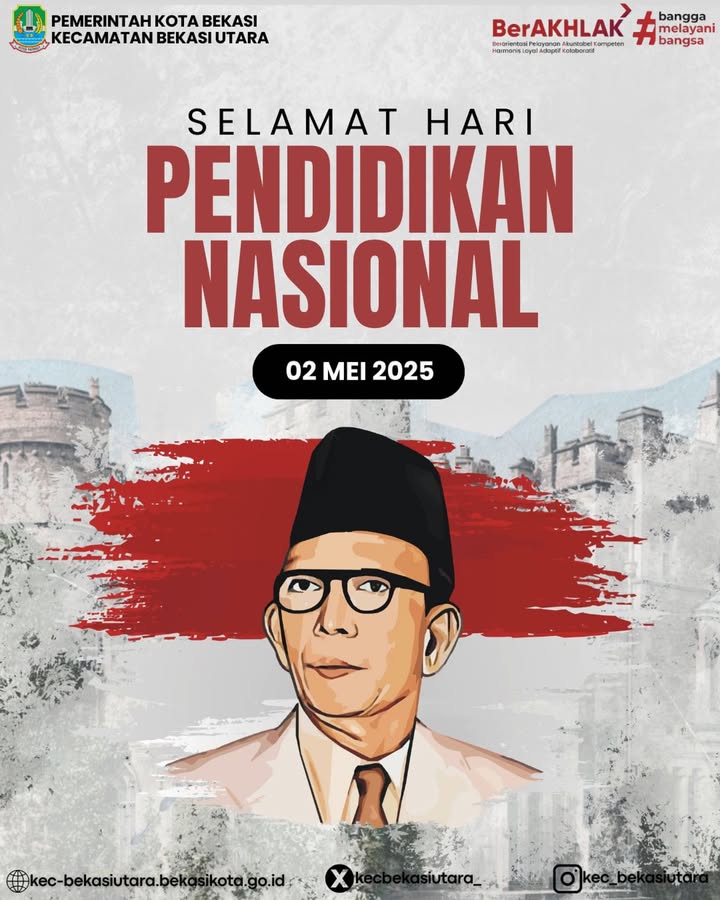 PEMERINTAH KOTA BEKASI
KECAMATAN BEKASI UTARA
BerAKHLAK
Berorientasi Pelayanan Akuntabel Kompeten
Harmonis Loyal Adaptif Kolaboratif
#bangga
melayani
bangsa
SELAMAT HARI
PENDIDIKAN
NASIONAL
02 MEI 2025
kec-bekasiutara.bekasikota.go.id
kecbekasiutara_
kec_bekasiutara